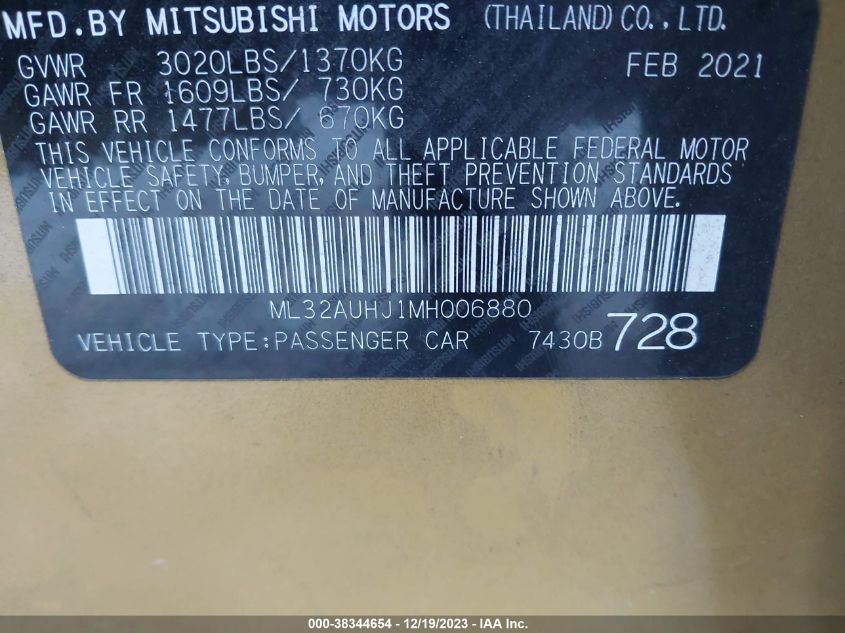 MFD.BY MITSUBISHI MOTORS (THAILAND)CO.,LTD.
GVWR 3020LBS/1370KG FEB 2021
GAWR FR 1609LBS/ 730KG
GAWR RR 1477LBS/ 670KG
THIS VEHICLE CONFORMS TO ALL APPLICABLE FEDERAL MOTOR
VEHICLE SAFETY, BUMPER, AND THEFT PREVENTION STANDARDS
IN EFFECT ON THE DATE OF MANUFACTURE SHOWN ABOVE.
ML32AUHJ1MH006880
VEHICLE TYPE:PASSENGER CAR 7430B 728
000-38344654 - 12/19/2023 - IAA Inc.